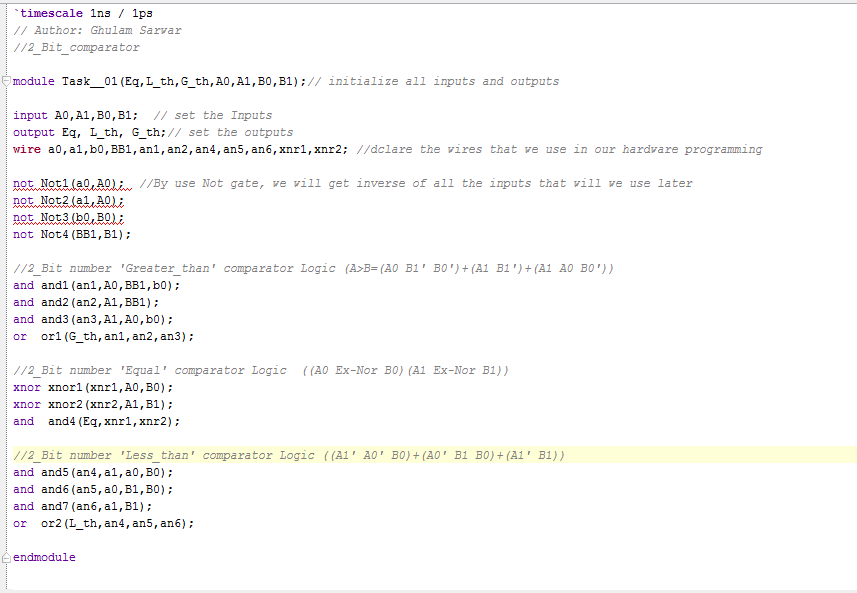 `timescale 1ns / 1ps
// Author: Ghulam Sarwar
//2_Bit_comparator
module Task__01(Eq,L_th,G_th,A0,A1,B0,B1);// initialize all inputs and outputs
input A0,A1,B0,B1;  // set the Inputs
output Eq, L_th, G_th;// set the outputs
wire a0,a1,b0,BB1,an1,an2,an4,an5,an6,xnr1,xnr2; //dclare the wires that we use in our hardware programming
not Not1(a0,A0);  //By use Not gate, we will get inverse of all the inputs that will we use later
not Not2(a1,A0);
not Not3(b0,B0);
not Not4(BB1,B1);
//2_Bit number 'Greater_than' comparator Logic (A>B=(A0 B1' B0')+(A1 B1')+(A1 A0 B0'))
and and1(an1,A0,BB1,b0);
and and2(an2,A1,BB1);
and and3(an3,A1,A0,b0);
or  or1(G_th,an1,an2,an3);
//2_Bit number 'Equal' comparator Logic  ((A0 Ex-Nor B0)(A1 Ex-Nor B1))
xnor xnor1(xnr1,A0,B0);
xnor xnor2(xnr2,A1,B1);
and  and4(Eq,xnr1,xnr2);
//2_Bit number 'Less_than' comparator Logic ((A1' A0' B0)+(A0' B1 B0)+(A1' B1))
and and5(an4,a1,a0,B0);
and and6(an5,a0,B1,B0);
and and7(an6,a1,B1);
or  or2(L_th,an4,an5,an6);
endmodule